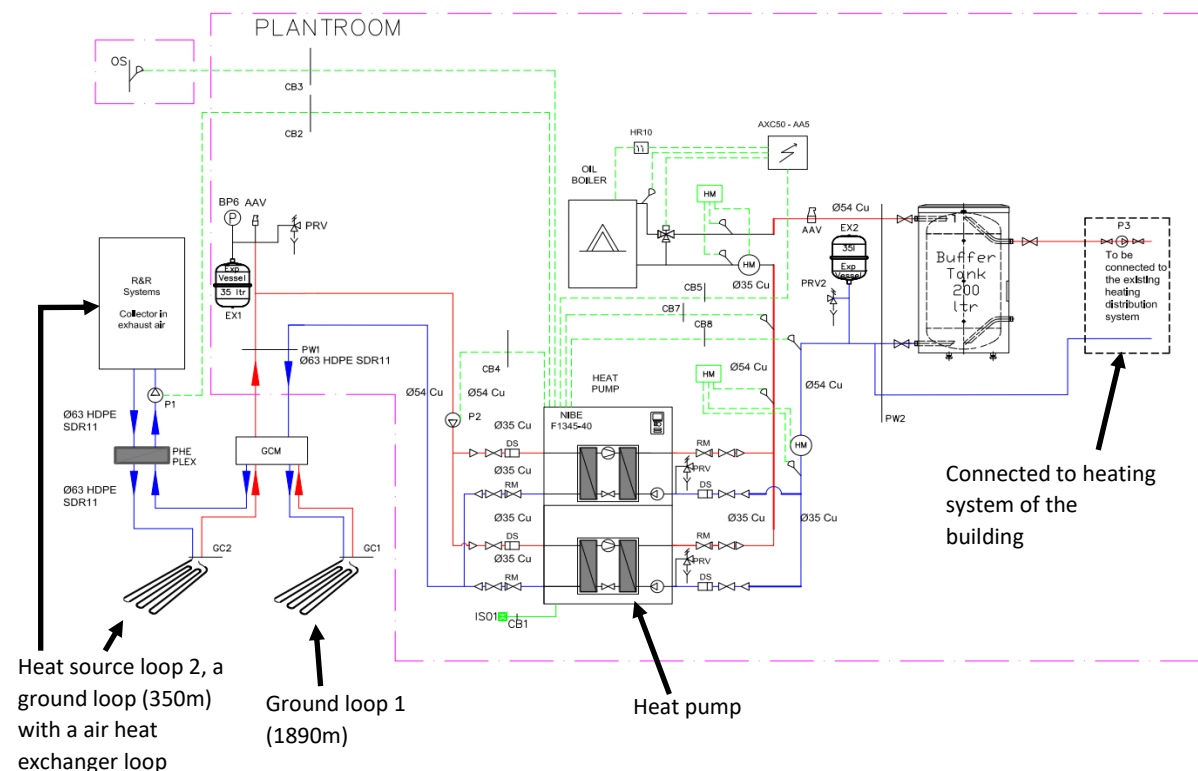 PLANTROOM
OS
CB3
CB2
HR10
AXC50 - AA5
OIL
BOILER
HM
BP6
AAV
P
PRV
AAV
Ø54 Cu
EX2
35l
Exp
Vessel
PRV2
HM
Ø35 Cu
Buffer
Tank
200
ltr
P3
To be
connected to
the existing
heating
distribution
system
R&R
Systems
Collector in
exhaust air
Exp
Vessel
35 ltr
EX1
CB5
CB7
CB8
PW1
Ø63 HDPE
SDR11
CB4
HEAT
PUMP
HM
Ø54 Cu
Ø54 Cu
Ø54 Cu
Ø54 Cu
P1
P2
NIBE
F1345-40
PW2
Ø63 HDPE
SDR11
PHE
PLEX
GCM
Ø35 Cu
DS
RM
PRV
HM
Ø35 Cu
RM
DS
Ø63 HDPE
SDR11
Ø35 Cu
Ø35 Cu
Ø35 Cu
DS
RM
PRV
Ø35 Cu
RM
DS
GC2
GC1
IS01
CB1
Connected to heating
system of the
building
Heat source loop 2, a
ground loop (350m)
with a air heat
exchanger loop
Ground loop 1
(1890m)
Heat pump